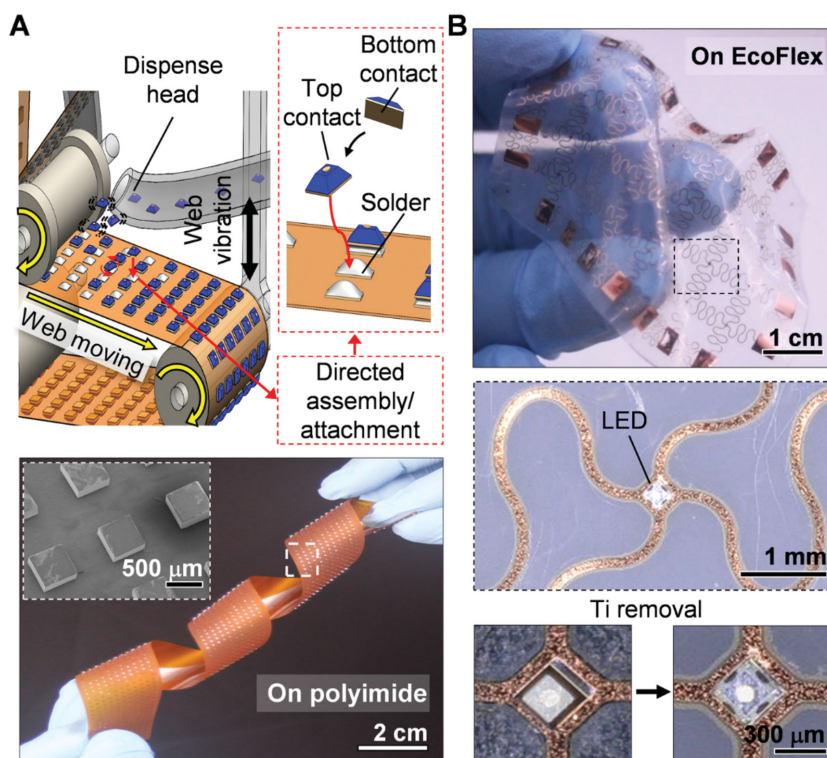 A
Dispense
head
Web
vibration
Web moving
Bottom
contact
Top
contact
Solder
Directed
assembly/
attachment
500 μm
On polyimide
2 cm
B
On EcoFlex
1 cm
LED
1 mm
Ti removal
300 μm